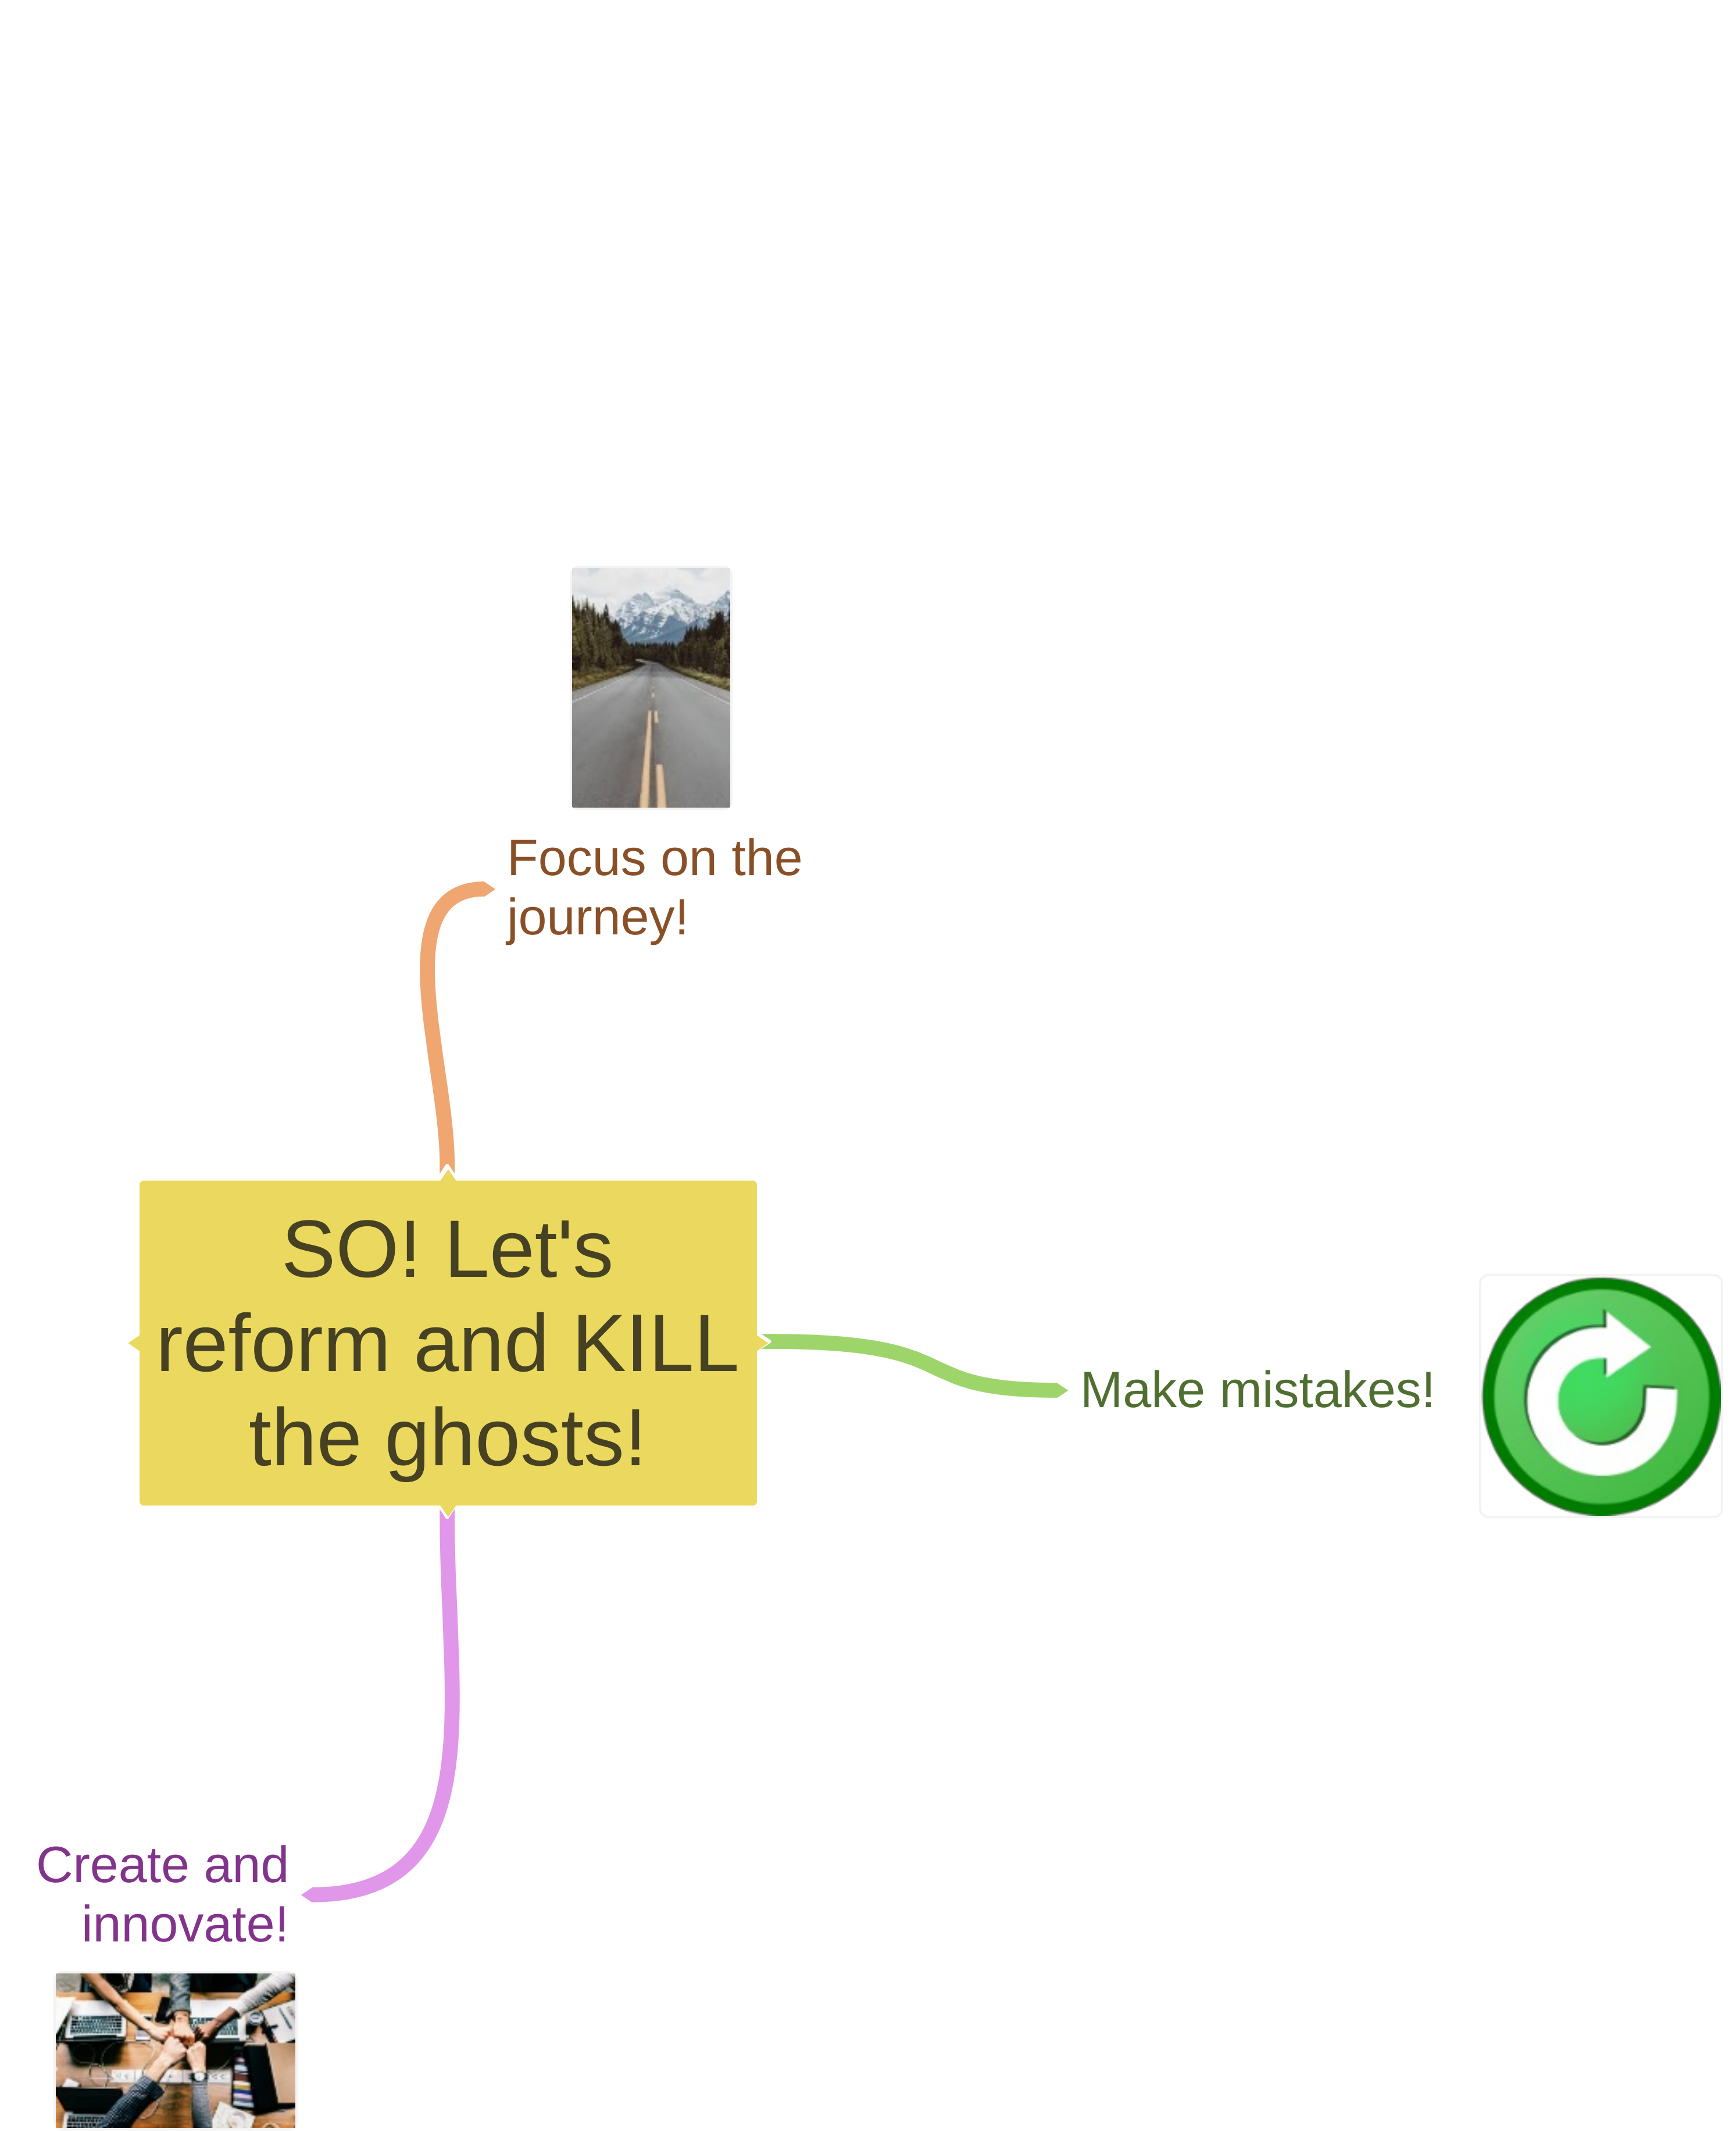 Focus on the
journey!
SO! Let's
reform and KILL
the ghosts!
Make mistakes!
Create and
innovate!